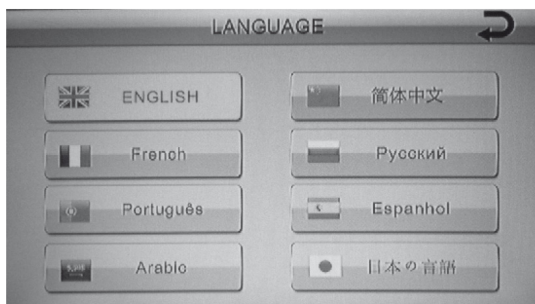 LANGUAGE
ENGLISH
简体中文
French
Русский
Português
Espanhol
Arabic
日本の言語